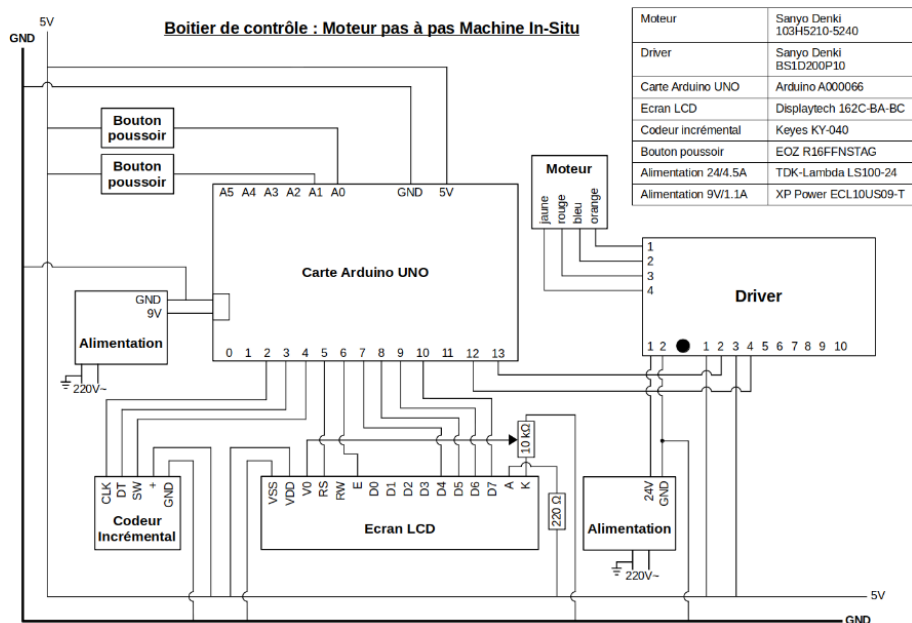 Boitier de contrôle : Moteur pas à pas Machine In-Situ
5V
GND
Moteur Sanyo Denki
103H5210-5240
Driver Sanyo Denki
BS1D200P10
Carte Arduino UNO Arduino A000066
Ecran LCD Displaytech 162C-BA-BC
Codeur incrémental Keyes KY-040
Bouton poussoir EOZ R16FFNSTAG
Alimentation 24/4.5A TDK-Lambda LS100-24
Alimentation 9V/1.1A XP Power ECL10US09-T
Bouton
poussoir
Bouton
poussoir
A5 A4 A3 A2 A1 A0 GND 5V
Carte Arduino UNO
0 1 2 3 4 5 6 7 8 9 10 11 12 13
Moteur
jaune
rouge
bleu
orange
1
2
3
4
Driver
1 2 1 2 3 4 5 6 7 8 9 10
GND
9V
Alimentation
220V~
CLK
DT
SW
+
GND
Codeur
Incrémental
VSS
VDD
V0
RS
RW
E
D0
D1
D2
D3
D4
D5
D6
D7
A
K
Ecran LCD
10 kΩ
220 Ω
24V
GND
Alimentation
220V~
5V
GND